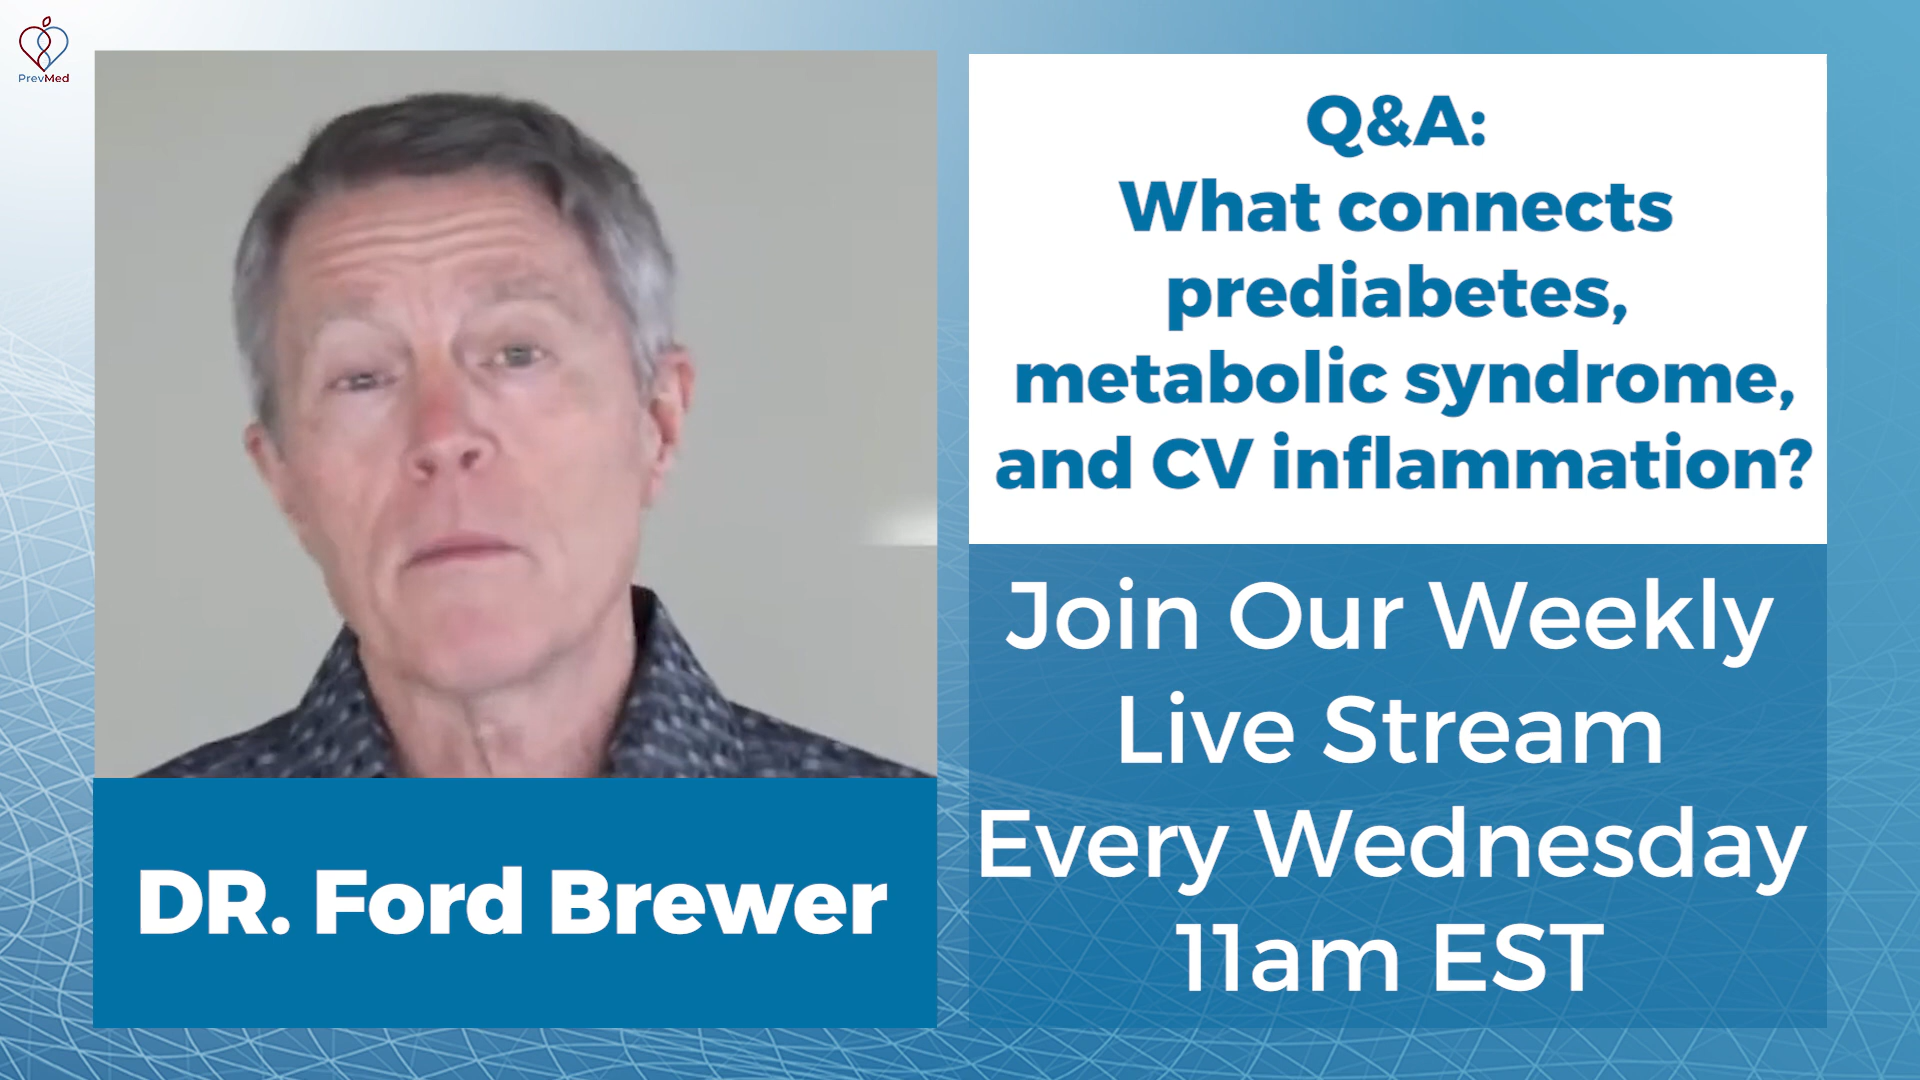 PrevMed
Q&A:
What connects
prediabetes,
metabolic syndrome,
and CV inflammation?
Join Our Weekly
Live Stream
Every Wednesday
11am EST
DR. Ford Brewer